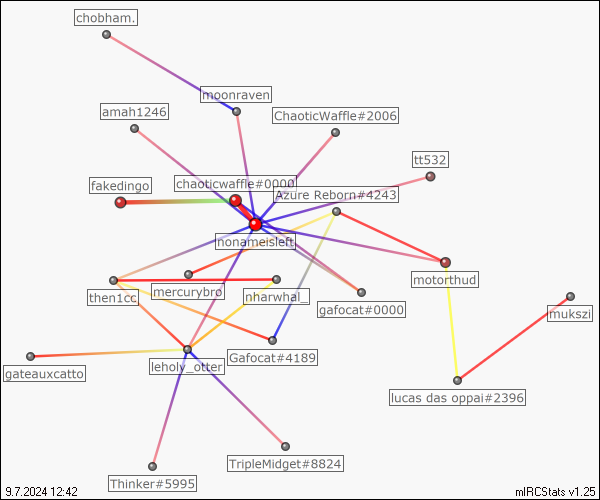 chobham.
moonraven
amah1246
ChaoticWaffle#2006
tt532
fakedingo
chaoticwaffle#0000
Azure Reborn#4243
nonameisleft
motorthud
then1cc
mercurybro
nharwhal_
gafocat#0000
mukszi
gateauxcatto
leholy_otter
Gafocat#4189
lucas das oppai#2396
TripleMidget#8824
Thinker#5995
9.7.2024 12:42
mIRCStats v1.25